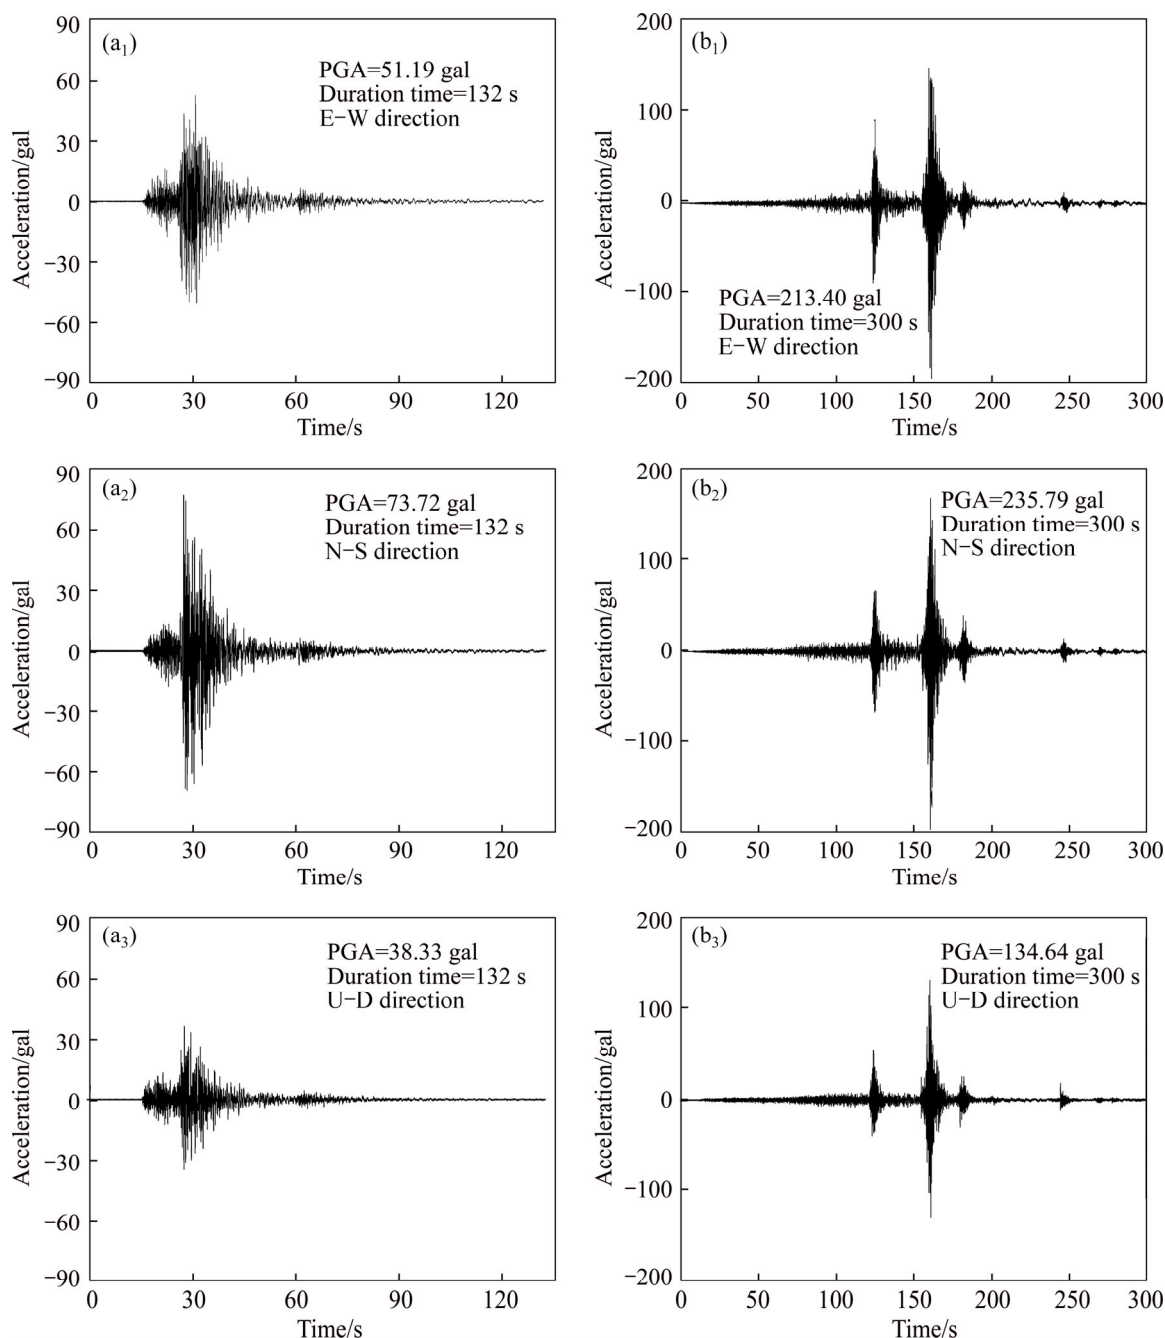 90
60
30
0
−30
−60
−90
Acceleration/gal
(a₁)
PGA=51.19 gal
Duration time=132 s
E−W direction
0 30 60 90 120
Time/s
200
100
0
−100
−200
Acceleration/gal
(b₁)
PGA=213.40 gal
Duration time=300 s
E−W direction
0 50 100 150 200 250 300
Time/s
90
60
30
0
−30
−60
−90
Acceleration/gal
(a₂)
PGA=73.72 gal
Duration time=132 s
N−S direction
0 30 60 90 120
Time/s
200
100
0
−100
−200
Acceleration/gal
(b₂)
PGA=235.79 gal
Duration time=300 s
N−S direction
0 50 100 150 200 250 300
Time/s
90
60
30
0
−30
−60
−90
Acceleration/gal
(a₃)
PGA=38.33 gal
Duration time=132 s
U−D direction
0 30 60 90 120
Time/s
200
100
0
−100
−200
Acceleration/gal
(b₃)
PGA=134.64 gal
Duration time=300 s
U−D direction
0 50 100 150 200 250 300
Time/s